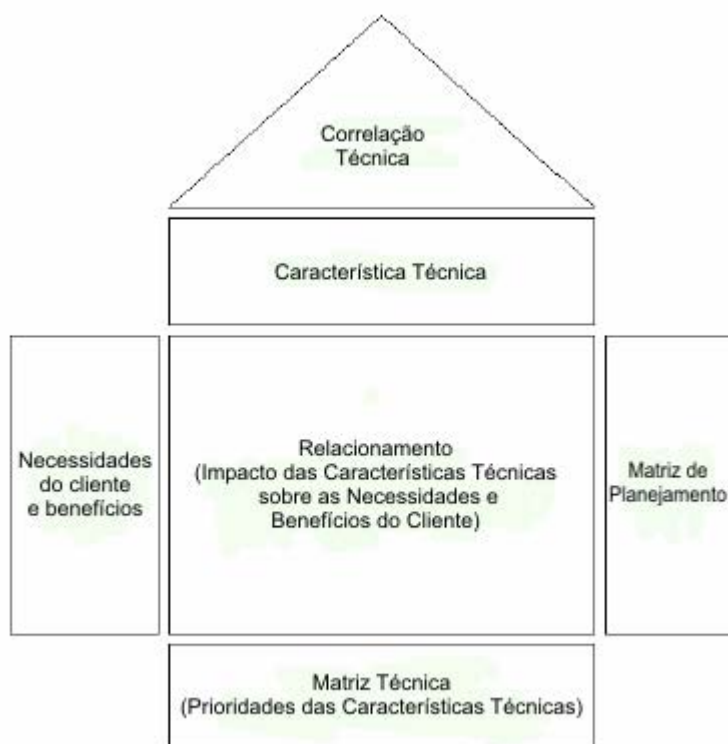 Correlação
Técnica
Característica Técnica
Necessidades
do cliente
e benefícios
Relacionamento
(Impacto das Características Técnicas
sobre as Necessidades e
Benefícios do Cliente)
Matriz de
Planejamento
Matriz Técnica
(Prioridades das Características Técnicas)